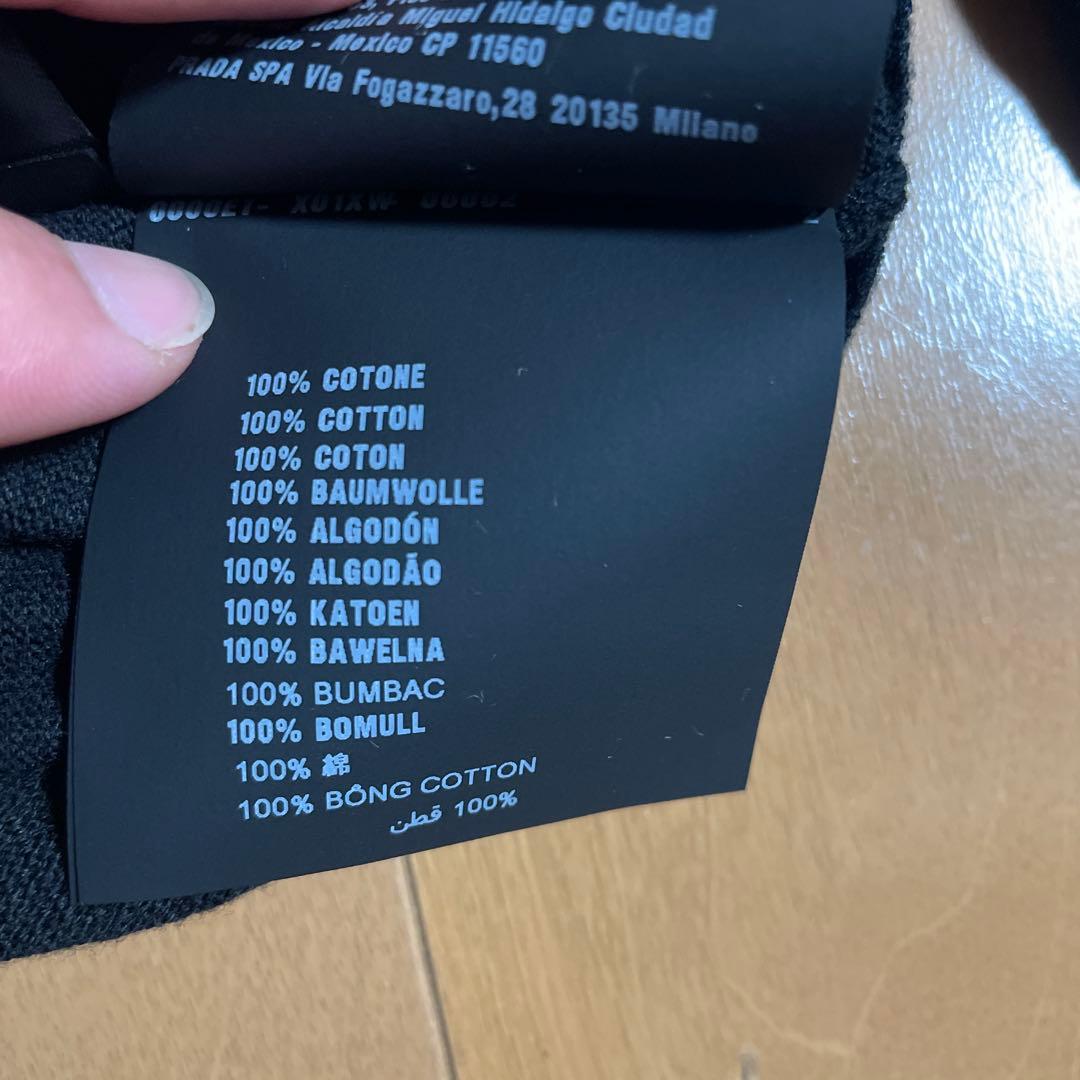 Miguel Hidalgo Ciudad
de Mexico - Mexico CP 11560
PRADA SPA Via Fogazzaro,28 20135 Milano
100% COTONE
100% COTTON
100% COTON
100% BAUMWOLLE
100% ALGODÓN
100% ALGODÃO
100% KATOEN
100% BAWELNA
100% BUMBAC
100% BOMULL
100% 綿
100% BÔNG COTTON
100% قطن